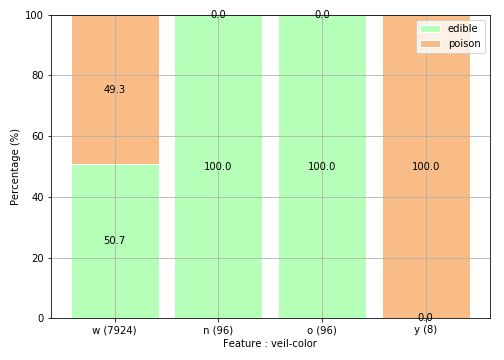 100
80
60
40
20
0
Percentage (%)
0.0
0.0
49.3
100.0
100.0
100.0
50.7
0.0
edible
poison
w (7924)
n (96)
o (96)
y (8)
Feature : veil-color